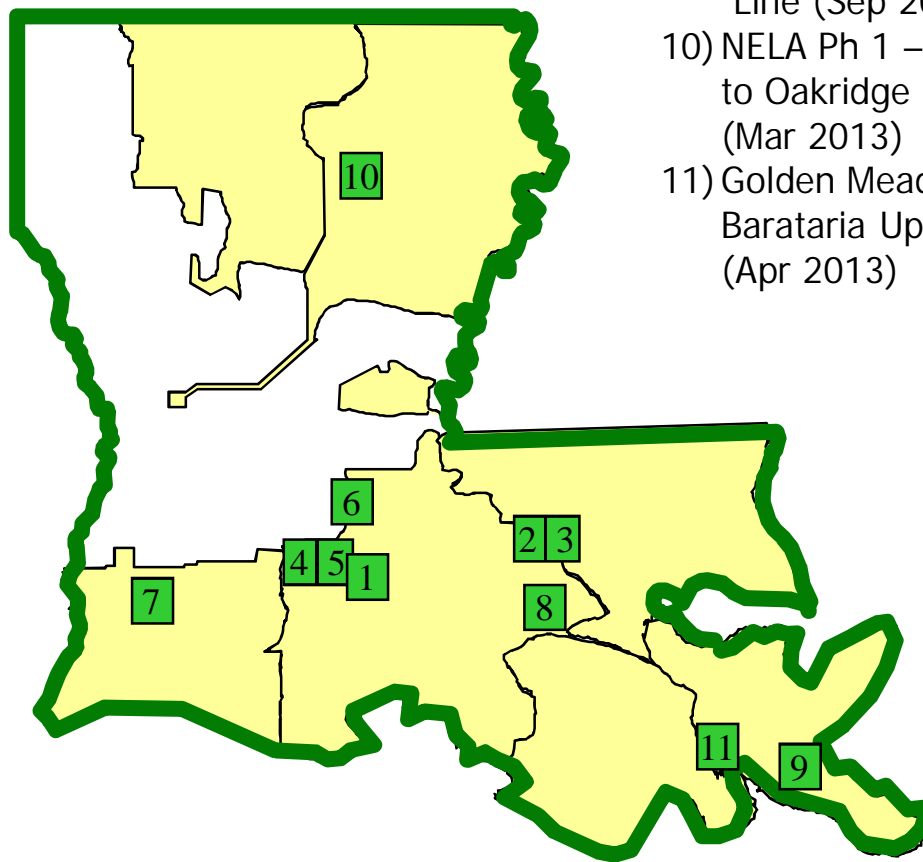 Line (Sep 20
10) NELA Ph 1 –
to Oakridge
(Mar 2013)
11) Golden Mead
Barataria Up
(Apr 2013)
10
6
2 3
4 5 1
7
8
11
9